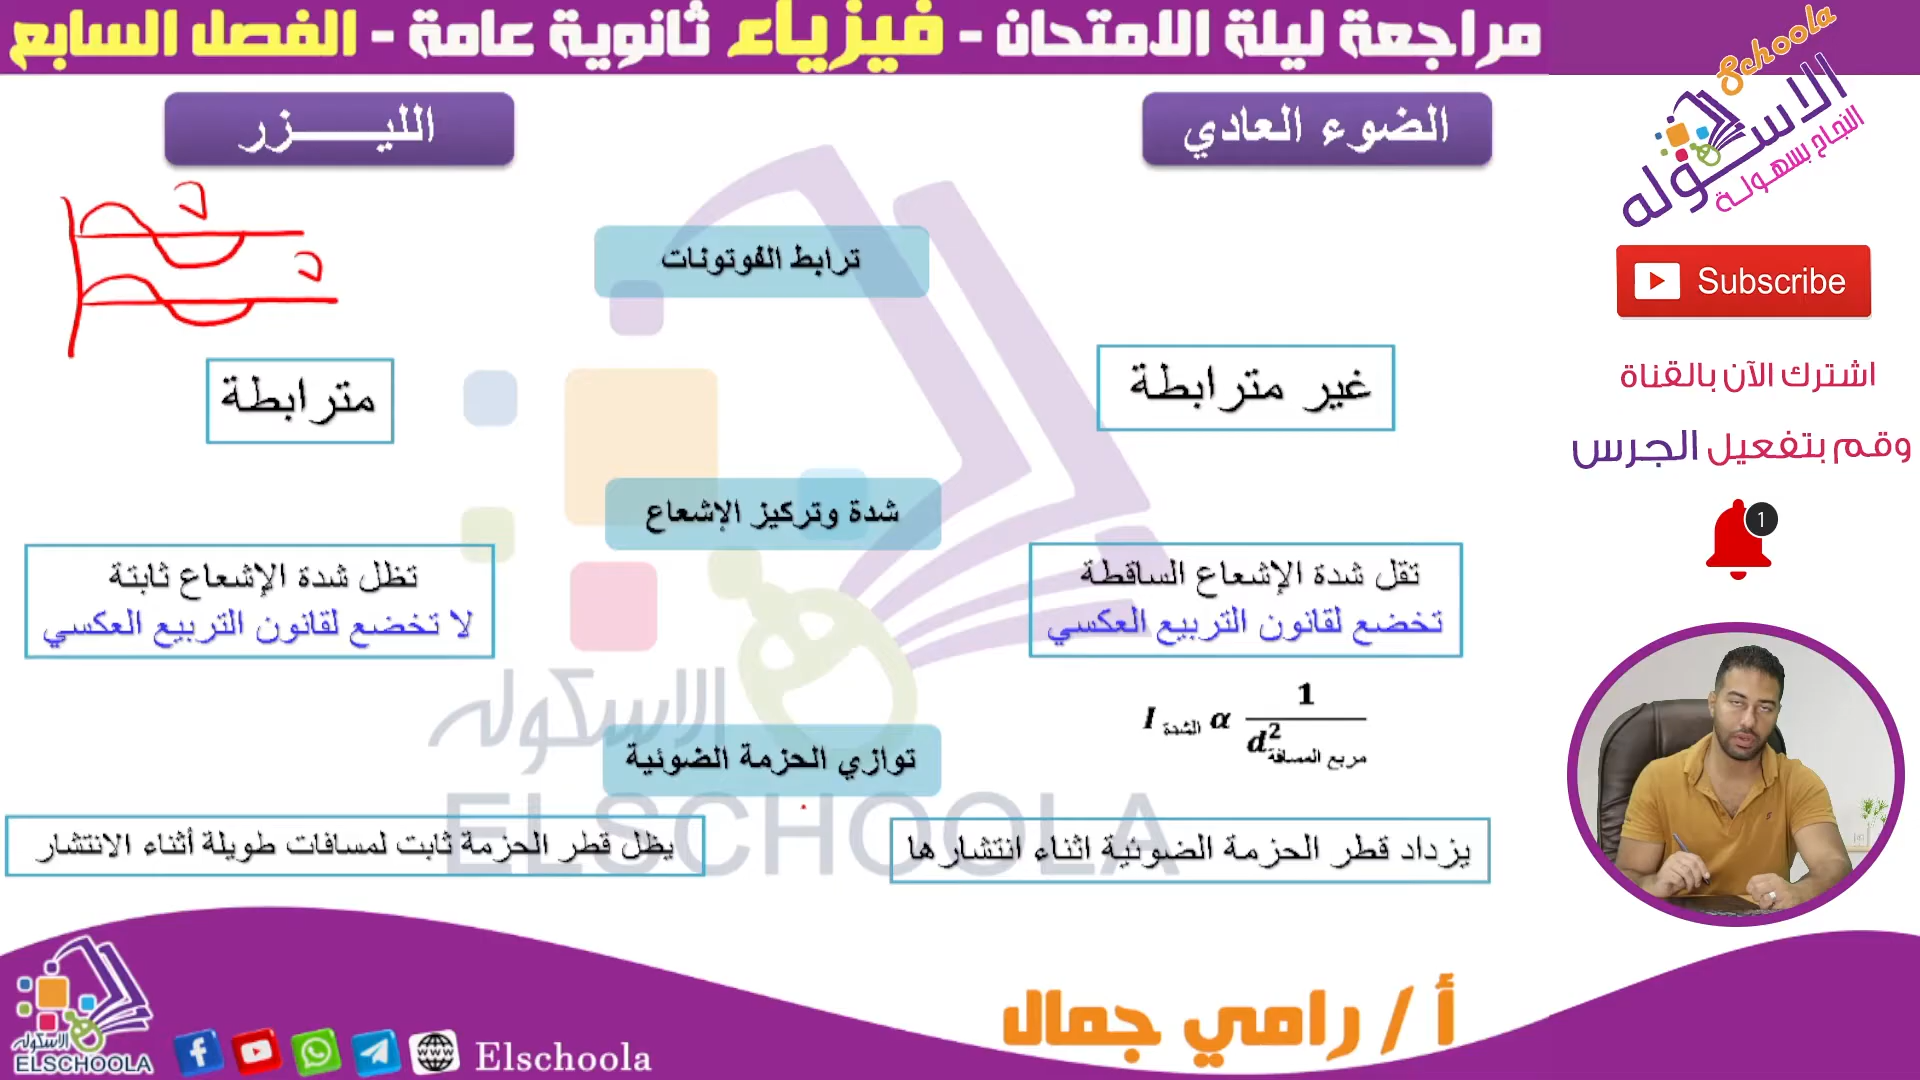 مراجعة ليلة الامتحان - فيزياء ثانوية عامة - الفصل السابع
Schoola
الاسكوله
النجاح بسهولة
الضوء العادي
الليـــــزر
ترابط الفوتونات
غير مترابطة
مترابطة
شدة وتركيز الإشعاع
تقل شدة الإشعاع الساقطة
تخضع لقانون التربيع العكسي
تظل شدة الإشعاع ثابتة
لا تخضع لقانون التربيع العكسي
I الشدة α 1 / d² مربع المسافة
توازي الحزمة الضوئية
يزداد قطر الحزمة الضوئية اثناء انتشارها
يظل قطر الحزمة ثابت لمسافات طويلة أثناء الانتشار
الاسكوله
ELSCHOOLA
Subscribe
اشترك الآن بالقناة
وقم بتفعيل الجرس
1
أ / رامي جمال
الاسكوله
ELSCHOOLA
www
Elschoola